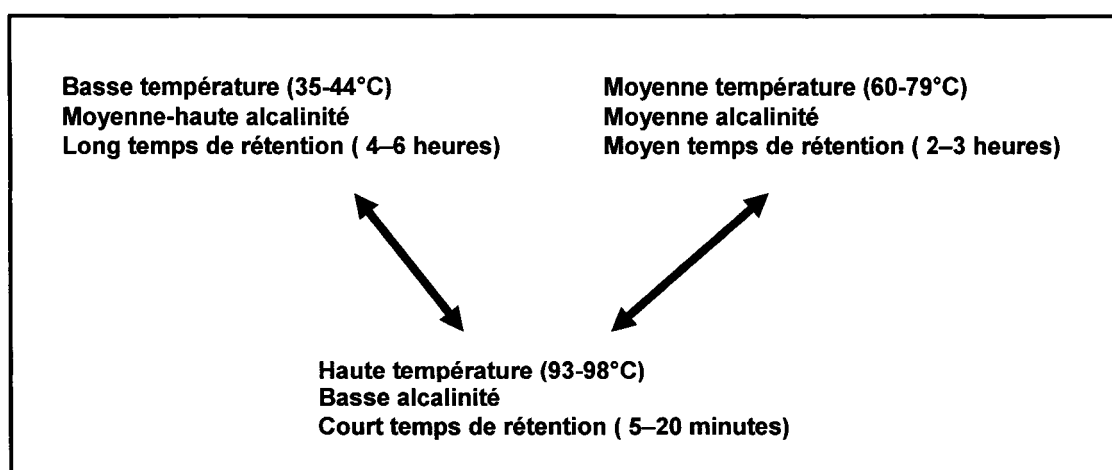 Basse température (35-44°C)
Moyenne-haute alcalinité
Long temps de rétention ( 4–6 heures)
Moyenne température (60-79°C)
Moyenne alcalinité
Moyen temps de rétention ( 2–3 heures)
Haute température (93-98°C)
Basse alcalinité
Court temps de rétention ( 5–20 minutes)